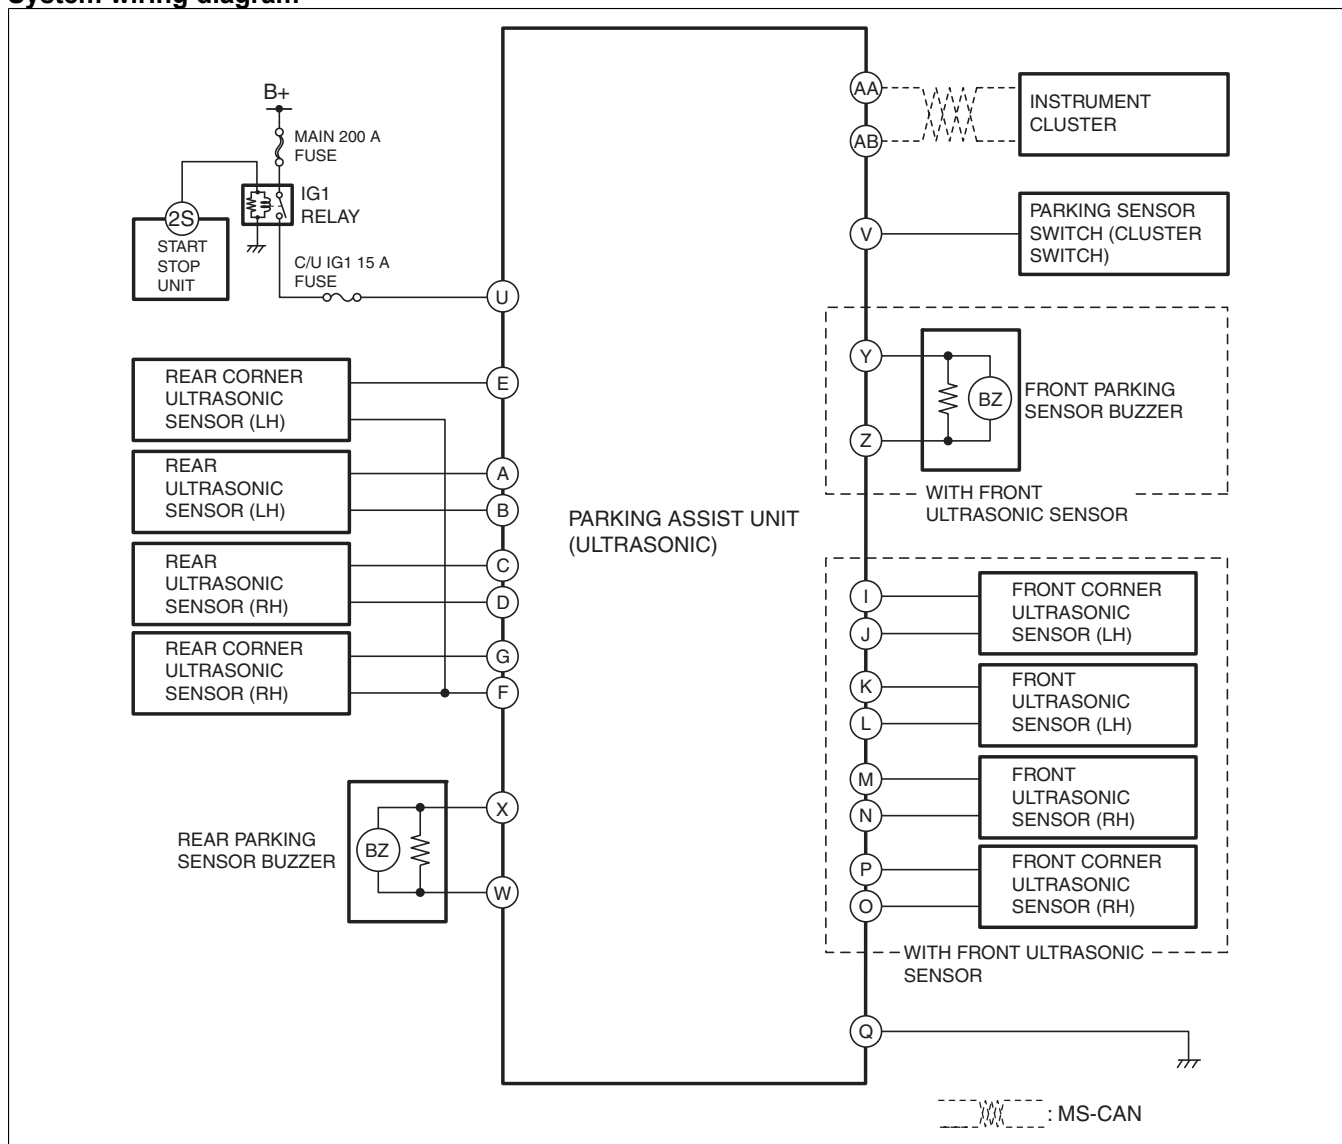 System wiring diagram
B+
MAIN 200 A
FUSE
IG1
RELAY
2S
START
STOP
UNIT
C/U IG1 15 A
FUSE
U
REAR CORNER
ULTRASONIC
SENSOR (LH)
E
REAR
ULTRASONIC
SENSOR (LH)
A
B
REAR
ULTRASONIC
SENSOR (RH)
C
D
REAR CORNER
ULTRASONIC
SENSOR (RH)
G
F
REAR PARKING
SENSOR BUZZER
BZ
X
W
PARKING ASSIST UNIT
(ULTRASONIC)
AA
AB
INSTRUMENT
CLUSTER
V
PARKING SENSOR
SWITCH (CLUSTER
SWITCH)
Y
Z
BZ
FRONT PARKING
SENSOR BUZZER
WITH FRONT
ULTRASONIC SENSOR
I
J
FRONT CORNER
ULTRASONIC
SENSOR (LH)
K
L
FRONT
ULTRASONIC
SENSOR (LH)
M
N
FRONT
ULTRASONIC
SENSOR (RH)
P
O
FRONT CORNER
ULTRASONIC
SENSOR (RH)
WITH FRONT ULTRASONIC
SENSOR
Q
: MS-CAN